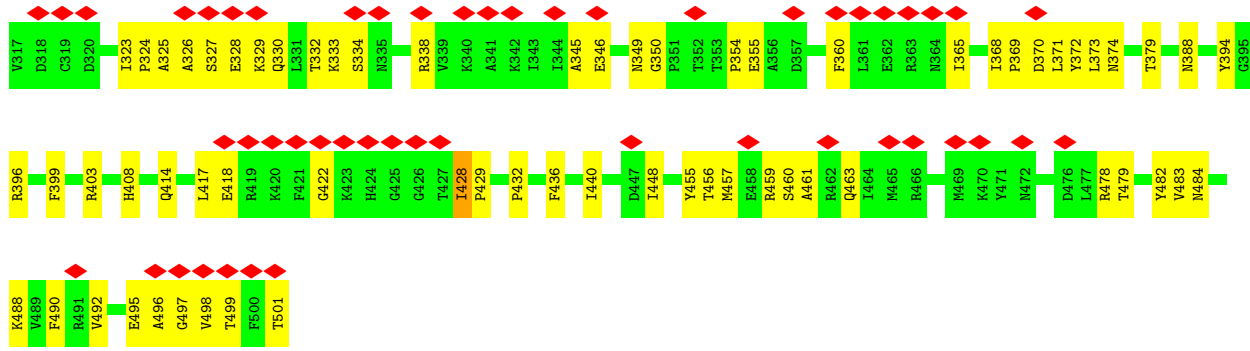 V317 D318 C319 D320 I323 P324 A325 A326 S327 E328 K329 Q330 L331 T332 K333 S334 N335 R338 V339 K340 A341 K342 I343 I344 A345 E346 N349 G350 P351 T352 T353 P354 E355 A356 D357 F360 L361 E362 R363 N364 I365 I368 P369 D370 L371 Y372 L373 N374 T379 N388 Y394 G395
R396 F399 R403 H408 Q414 L417 E418 R419 K420 F421 G422 K423 H424 G425 G426 T427 I428 P429 P432 F436 I440 D447 I448 Y455 T456 M457 E458 R459 S460 A461 R462 Q463 I464 M465 R466 M469 K470 Y471 N472 D476 L477 R478 T479 Y482 V483 N484
K488 V489 F490 R491 V492 E495 A496 G497 V498 T499 F500 T501